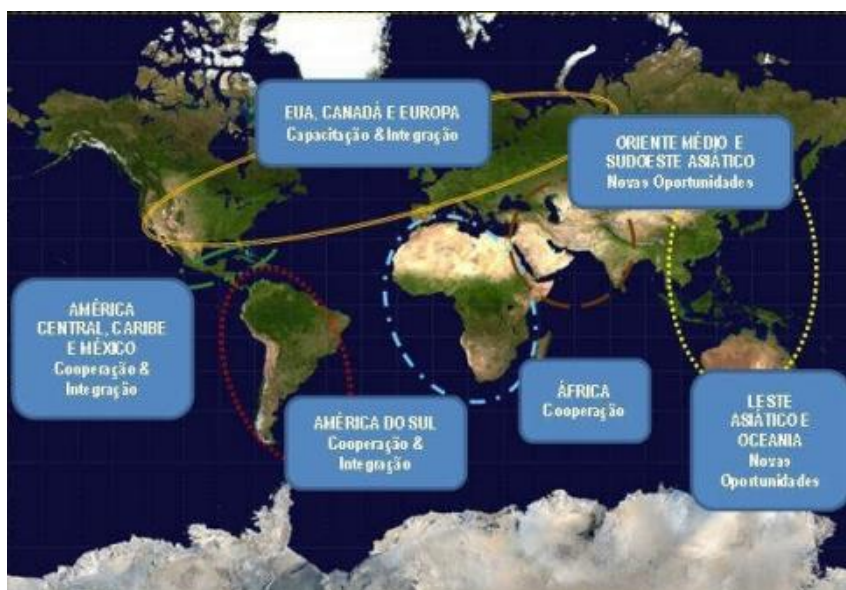 EUA, CANADÁ E EUROPA
Capacitação & Integração
ORIENTE MÉDIO E
SUDOESTE ASIÁTICO
Novas Oportunidades
AMÉRICA
CENTRAL, CARIBE
E MÉXICO
Cooperação &
Integração
AMÉRICA DO SUL
Cooperação &
Integração
ÁFRICA
Cooperação
LESTE
ASIÁTICO E
OCEANIA
Novas
Oportunidades